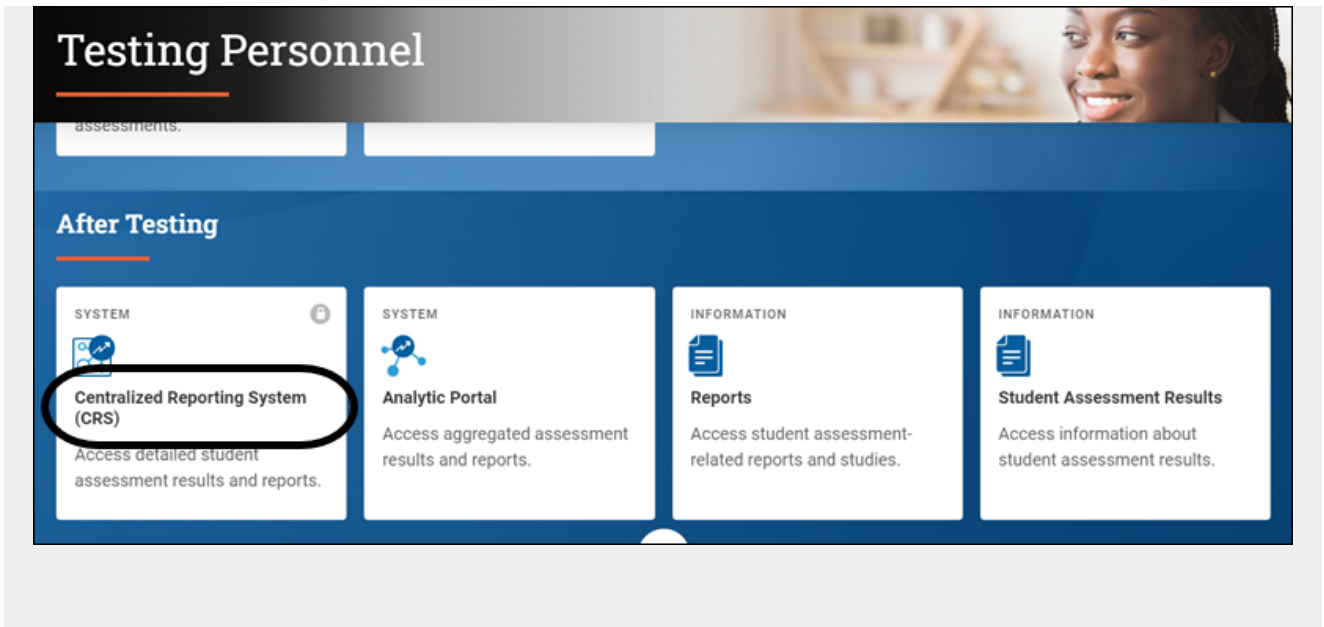 Testing Personnel
assessments.
After Testing
SYSTEM
Centralized Reporting System
(CRS)
Access detailed student
assessment results and reports.
SYSTEM
Analytic Portal
Access aggregated assessment
results and reports.
INFORMATION
Reports
Access student assessment-
related reports and studies.
INFORMATION
Student Assessment Results
Access information about
student assessment results.